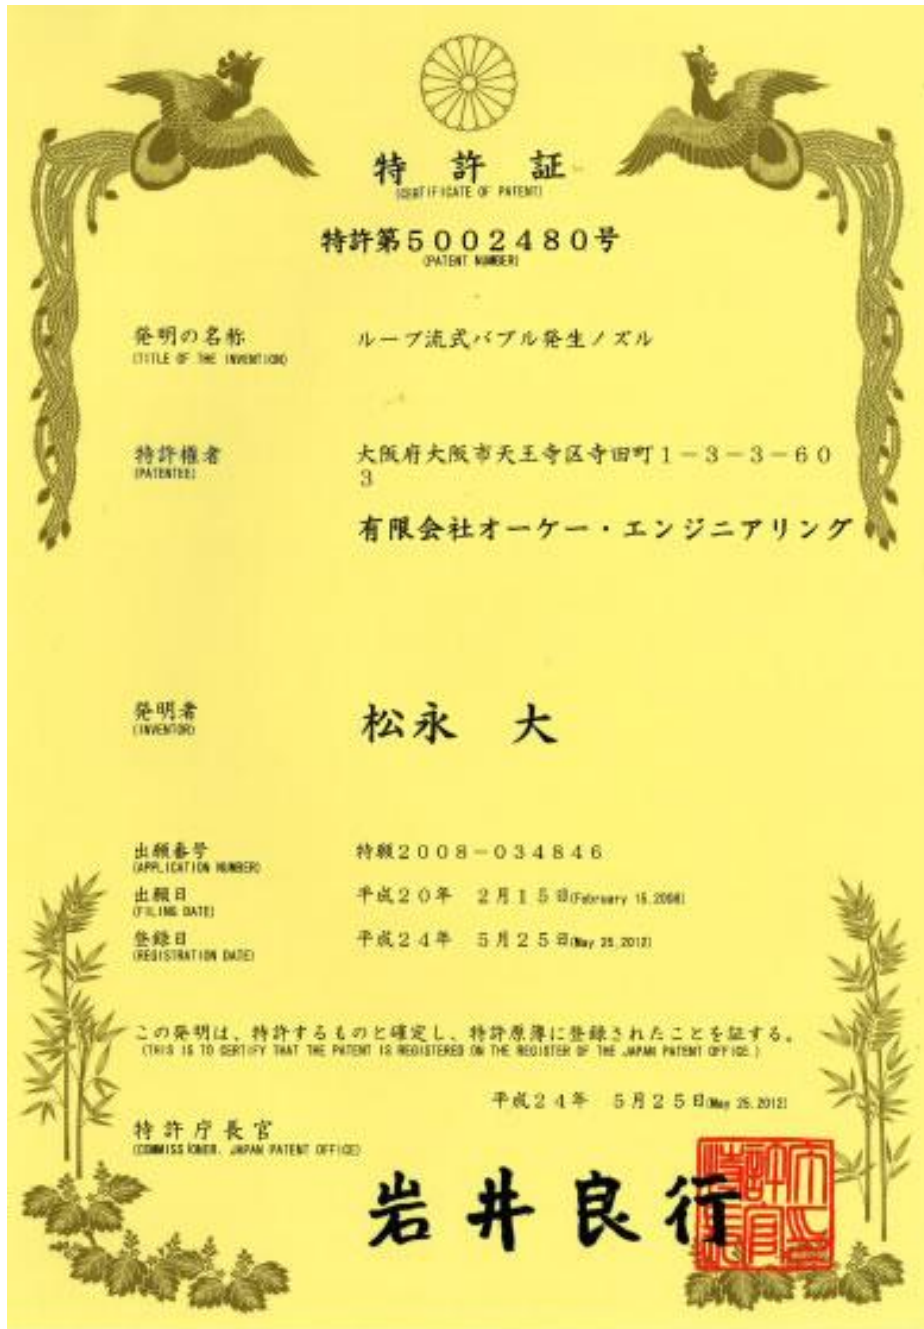 特許証
(CERTIFICATE OF PATENT)
特許第5002480号
(PATENT NUMBER)
発明の名称
(TITLE OF THE INVENTION)
ループ流式バブル発生ノズル
特許権者
(PATENTEE)
大阪府大阪市天王寺区寺田町1-3-3-60
3
有限会社オーケー・エンジニアリング
発明者
(INVENTOR)
松永 大
出願番号
(APPLICATION NUMBER)
特願2008-034846
出願日
(FILING DATE)
平成20年 2月15日(February 15,2008)
登録日
(REGISTRATION DATE)
平成24年 5月25日(May 25,2012)
この発明は、特許するものと確定し、特許原簿に登録されたことを証する。
(THIS IS TO CERTIFY THAT THE PATENT IS REGISTERED ON THE REGISTER OF THE JAPAN PATENT OFFICE.)
平成24年 5月25日(May 25,2012)
特許庁長官
(COMMISSIONER, JAPAN PATENT OFFICE)
岩井良行